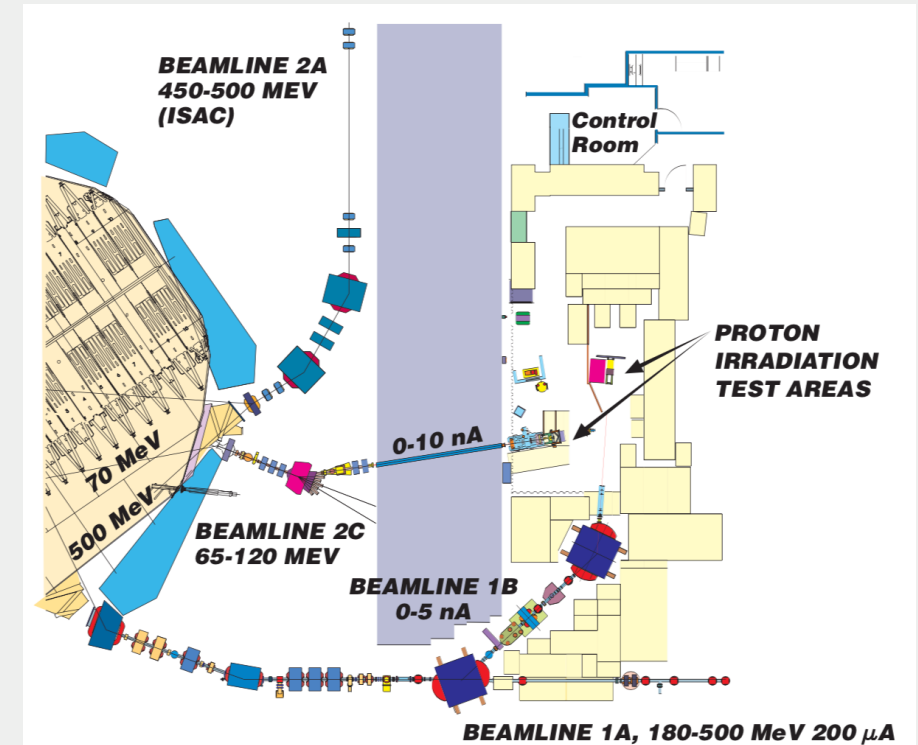 BEAMLINE 2A
450-500 MEV
(ISAC)
Control
Room
PROTON
IRRADIATION
TEST AREAS
0-10 nA
70 MeV
500 MeV
BEAMLINE 2C
65-120 MEV
BEAMLINE 1B
0-5 nA
BEAMLINE 1A, 180-500 MeV 200 μA